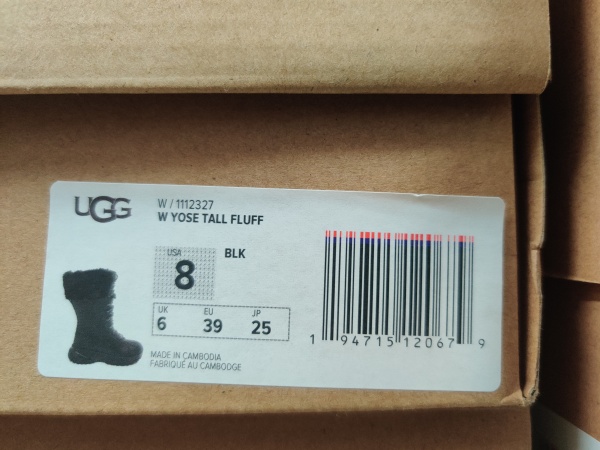 UGG
W / 1112327
W YOSE TALL FLUFF
USA
8
BLK
UK EU JP
6 39 25
MADE IN CAMBODIA
FABRIQUÉ AU CAMBODGE
1 94715 12067 9